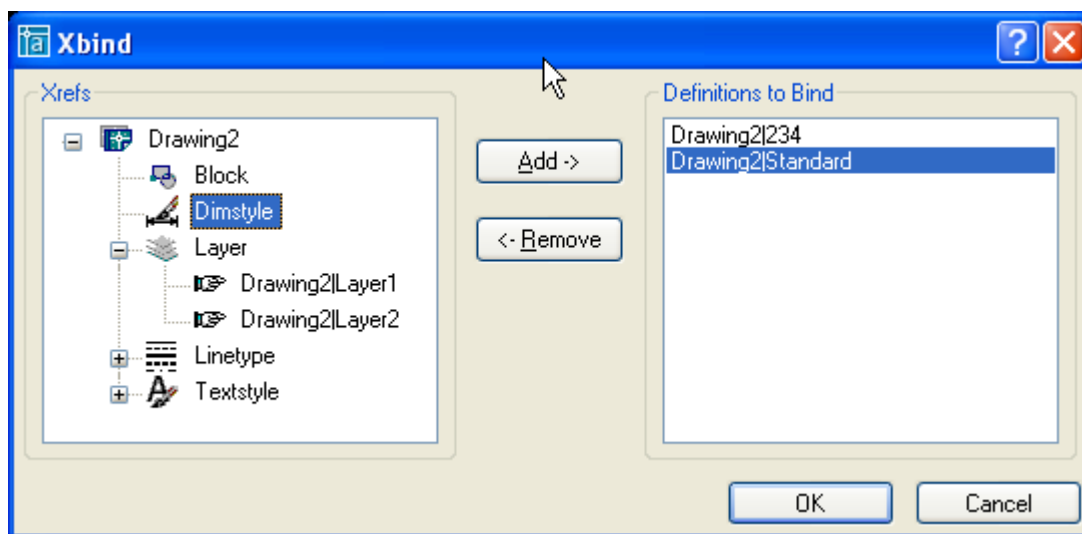 Xbind
Xrefs
Drawing2
Block
Dimstyle
Layer
Drawing2|Layer1
Drawing2|Layer2
Linetype
Textstyle
Add ->
<- Remove
Definitions to Bind
Drawing2|234
Drawing2|Standard
OK
Cancel